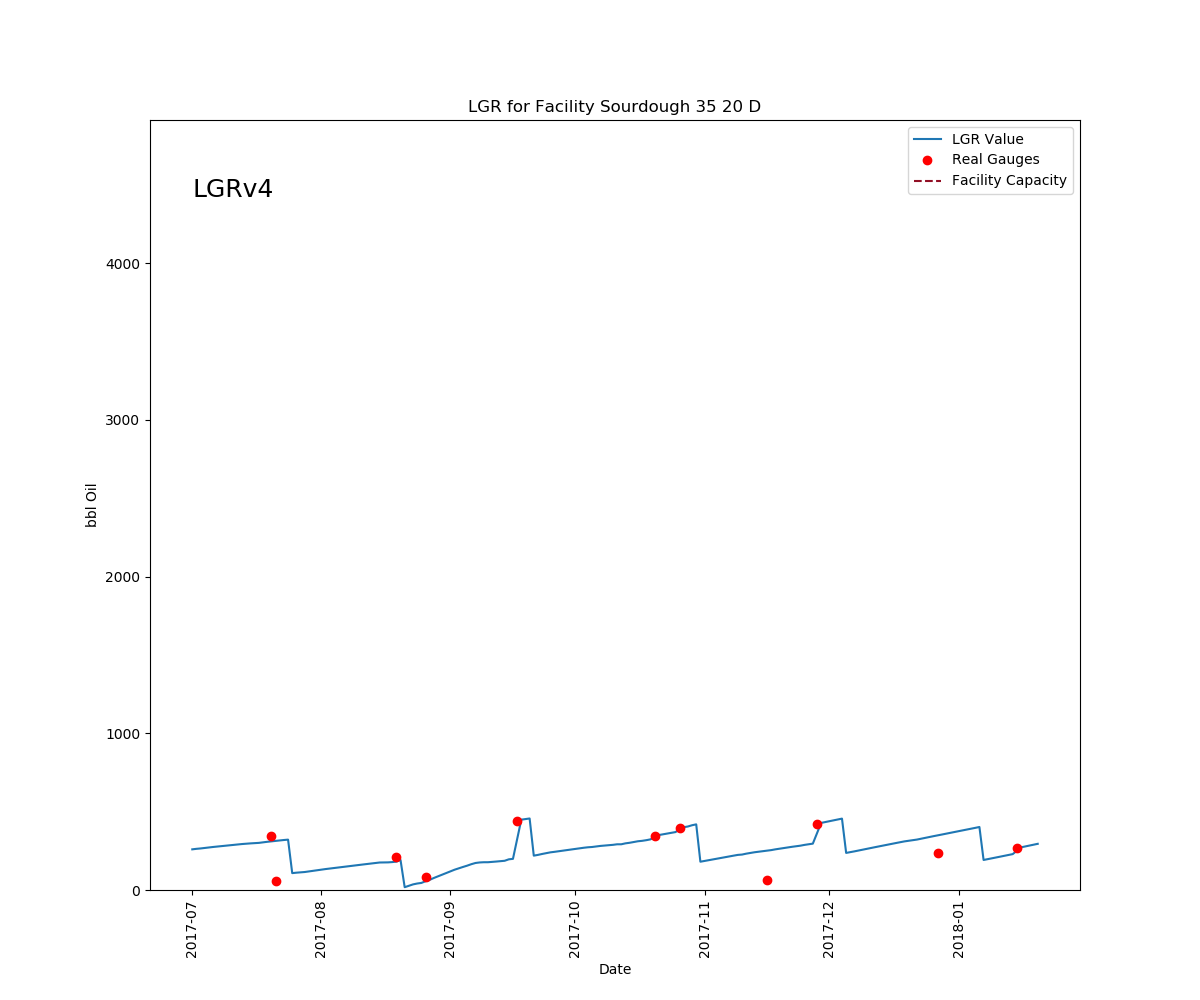 LGR for Facility Sourdough 35 20 D
LGR Value
Real Gauges
Facility Capacity
LGRv4
4000
3000
2000
1000
0
bbl Oil
2017-07
2017-08
2017-09
2017-10
2017-11
2017-12
2018-01
Date